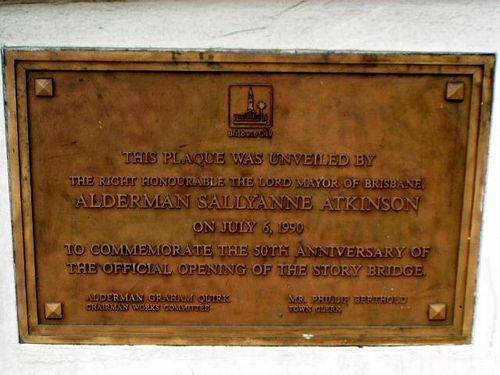 Brisbane City
THIS PLAQUE WAS UNVEILED BY
THE RIGHT HONOURABLE THE LORD MAYOR OF BRISBANE,
ALDERMAN SALLYANNE ATKINSON
ON JULY 6, 1990
TO COMMEMORATE THE 50TH ANNIVERSARY OF
THE OFFICIAL OPENING OF THE STORY BRIDGE.
ALDERMAN GRAHAM QUIRK
CHAIRMAN WORKS COMMITTEE
MR. PHILLIP BERTHOLD
TOWN CLERK